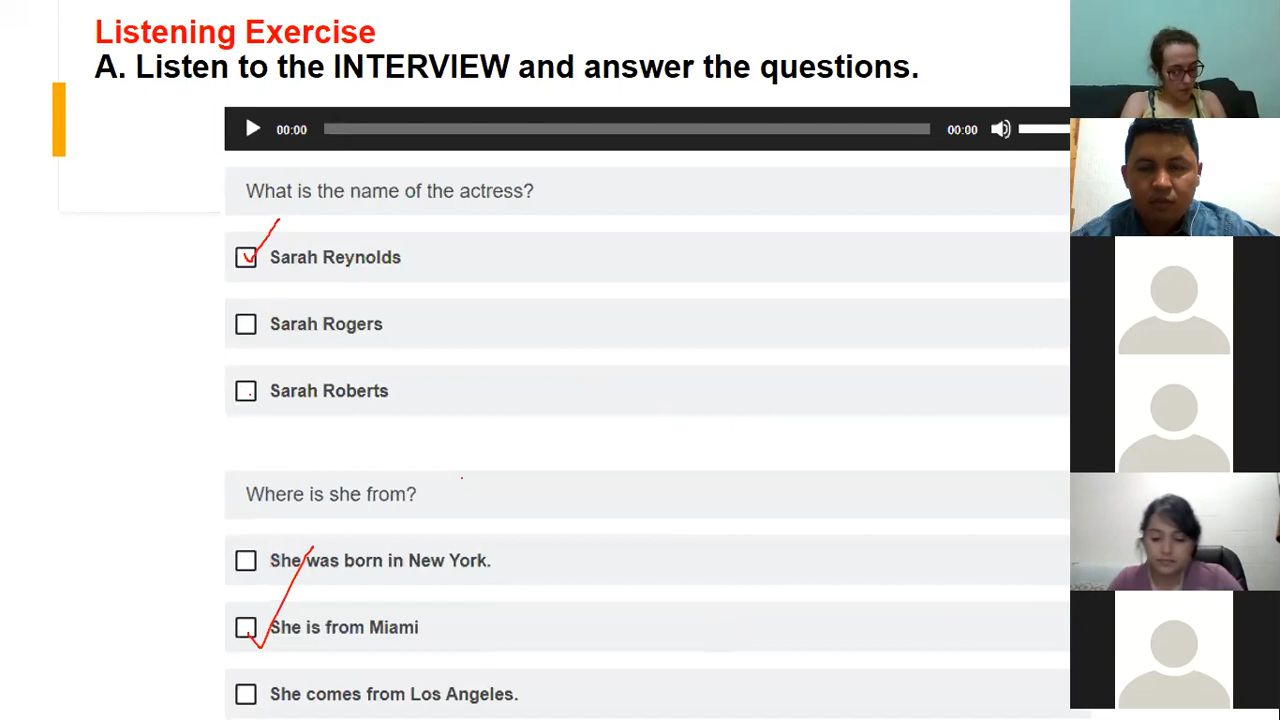 Listening Exercise
A. Listen to the INTERVIEW and answer the questions.
00:00 00:00
What is the name of the actress?
Sarah Reynolds
Sarah Rogers
Sarah Roberts
Where is she from?
She was born in New York.
She is from Miami
She comes from Los Angeles.